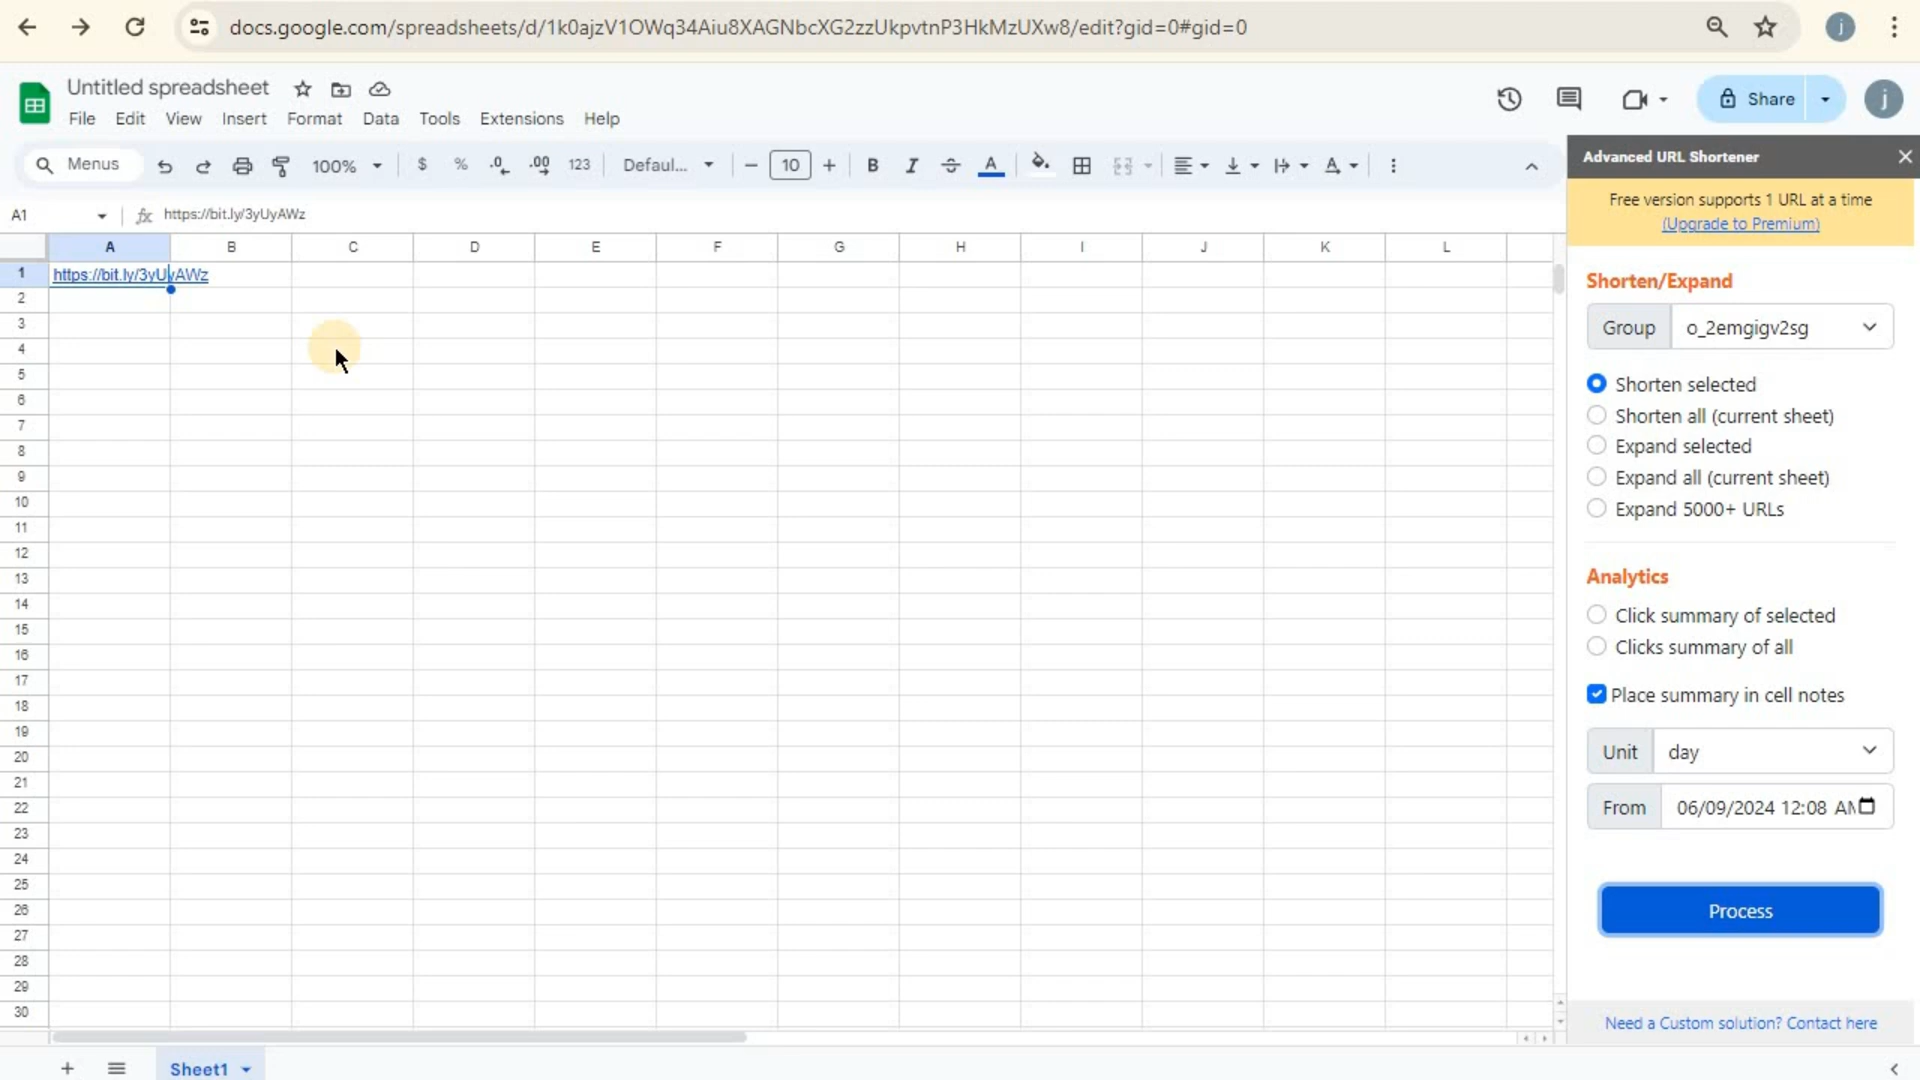 docs.google.com/spreadsheets/d/1k0ajzV1OWq34Aiu8XAGNbcXG2zzUkpvtnP3HkMzUXw8/edit?gid=0#gid=0
j
Untitled spreadsheet
File Edit View Insert Format Data Tools Extensions Help
Share
j
Menus 100% $ % .0 .00 123 Defaul... 10 B I A
A1 fx https://bit.ly/3yUyAWz
A B C D E F G H I J K L
1 https://bit.ly/3yUyAWz
2
3
4
5
6
7
8
9
10
11
12
13
14
15
16
17
18
19
20
21
22
23
24
25
26
27
28
29
30
Sheet1
Advanced URL Shortener
Free version supports 1 URL at a time
(Upgrade to Premium)
Shorten/Expand
Group o_2emgigv2sg
Shorten selected
Shorten all (current sheet)
Expand selected
Expand all (current sheet)
Expand 5000+ URLs
Analytics
Click summary of selected
Clicks summary of all
Place summary in cell notes
Unit day
From 06/09/2024 12:08 AM
Process
Need a Custom solution? Contact here